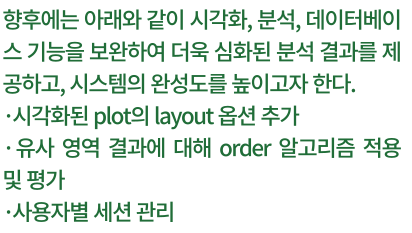 향후에는 아래와 같이 시각화, 분석, 데이터베이
스 기능을 보완하여 더욱 심화된 분석 결과를 제
공하고, 시스템의 완성도를 높이고자 한다.
·시각화된 plot의 layout 옵션 추가
·유사 영역 결과에 대해 order 알고리즘 적용
및 평가
·사용자별 세션 관리